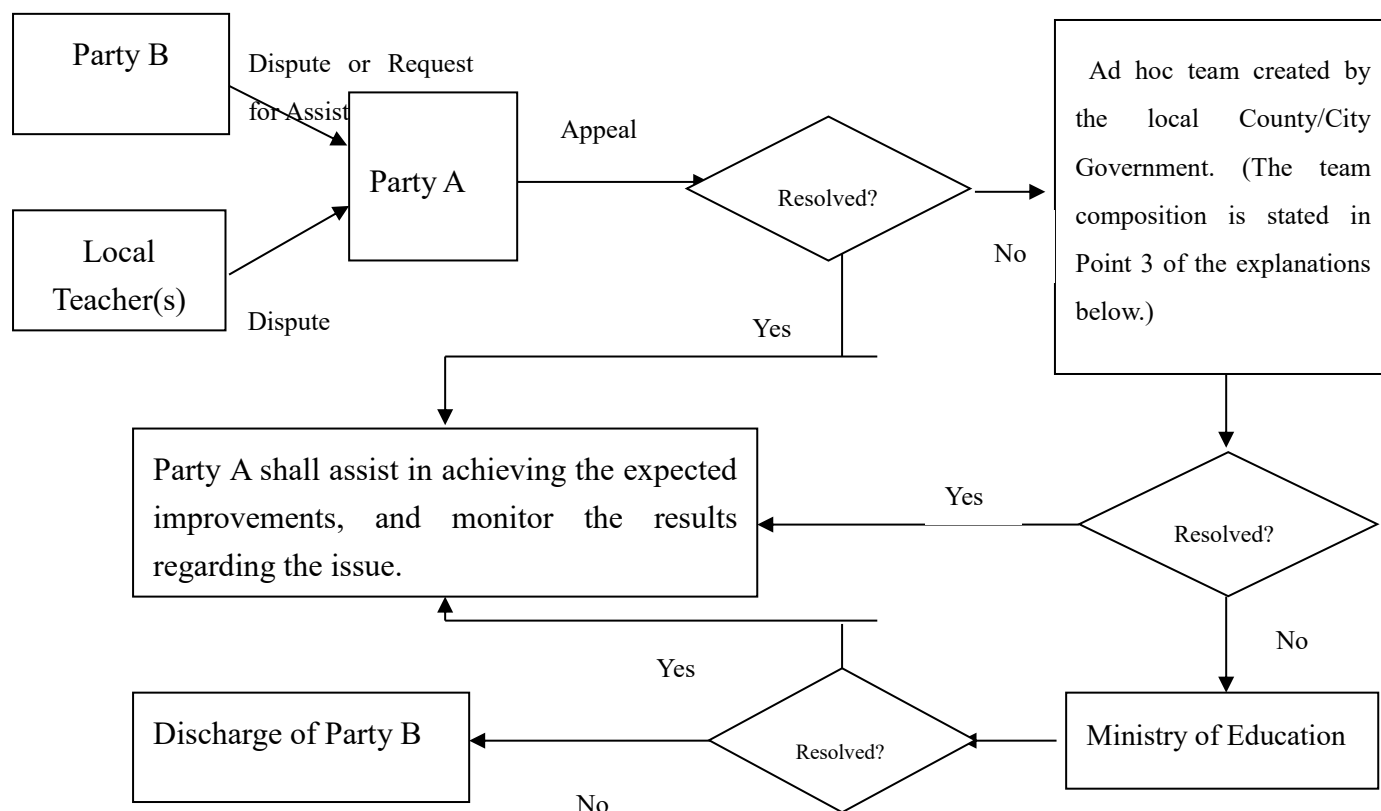 Party B
Dispute or Request
for Assist
Party A
Appeal
Resolved?
No
Ad hoc team created by
the local County/City
Government. (The team
composition is stated in
Point 3 of the explanations
below.)
Local
Teacher(s)
Dispute
Yes
Party A shall assist in achieving the expected
improvements, and monitor the results
regarding the issue.
Yes
Resolved?
No
Yes
Discharge of Party B
Resolved?
Ministry of Education
No